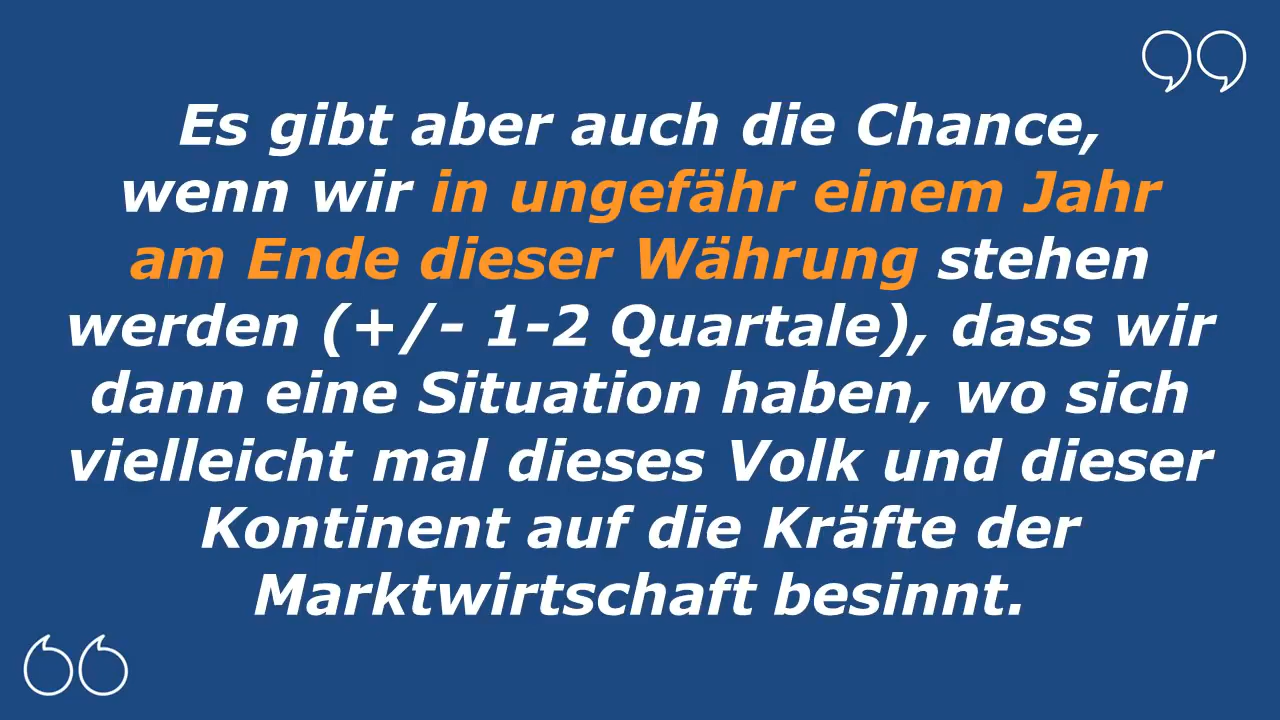 Es gibt aber auch die Chance,
wenn wir in ungefähr einem Jahr
am Ende dieser Währung stehen
werden (+/- 1-2 Quartale), dass wir
dann eine Situation haben, wo sich
vielleicht mal dieses Volk und dieser
Kontinent auf die Kräfte der
Marktwirtschaft besinnt.